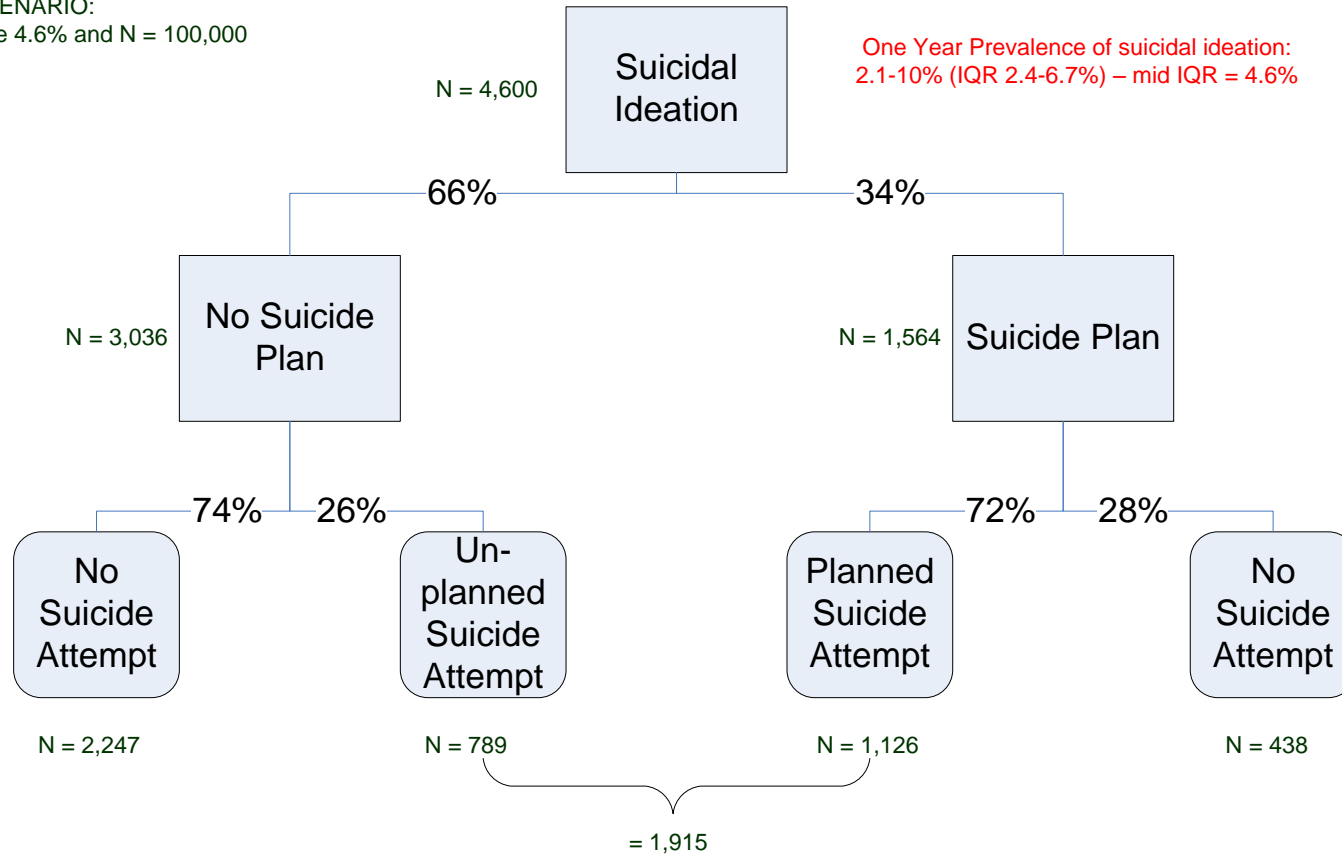 ENARIO:
e 4.6% and N = 100,000
One Year Prevalence of suicidal ideation:
2.1-10% (IQR 2.4-6.7%) – mid IQR = 4.6%
N = 4,600
Suicidal
Ideation
66%
34%
N = 3,036
No Suicide
Plan
N = 1,564
Suicide Plan
74%
26%
72%
28%
No
Suicide
Attempt
Un-
planned
Suicide
Attempt
Planned
Suicide
Attempt
No
Suicide
Attempt
N = 2,247
N = 789
N = 1,126
N = 438
= 1,915